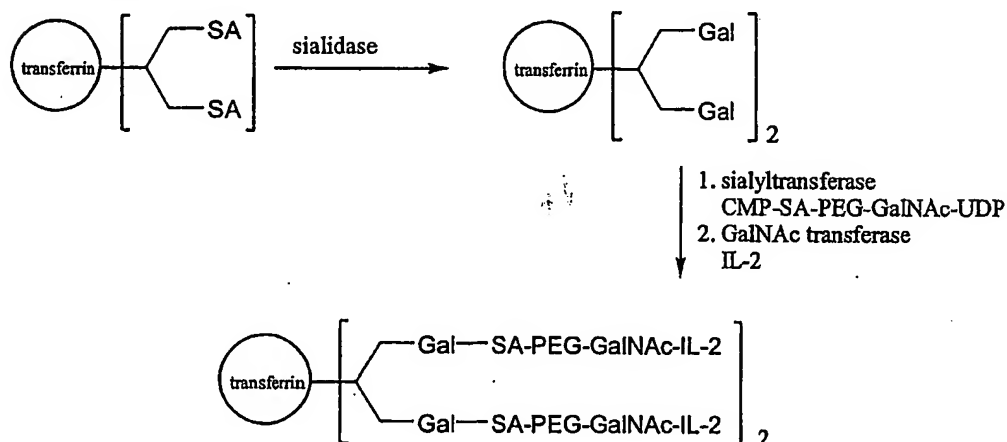 transferrin
SA
SA
sialidase
transferrin
Gal
Gal
2
1. sialyltransferase
CMP-SA-PEG-GalNAc-UDP
2. GalNAc transferase
IL-2
transferrin
Gal—SA-PEG-GalNAc-IL-2
Gal—SA-PEG-GalNAc-IL-2
2